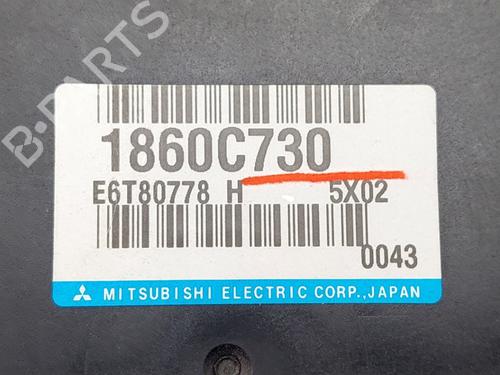 B-PARTS
1860C730
E6T80778 H 5X02
0043
MITSUBISHI ELECTRIC CORP.,JAPAN